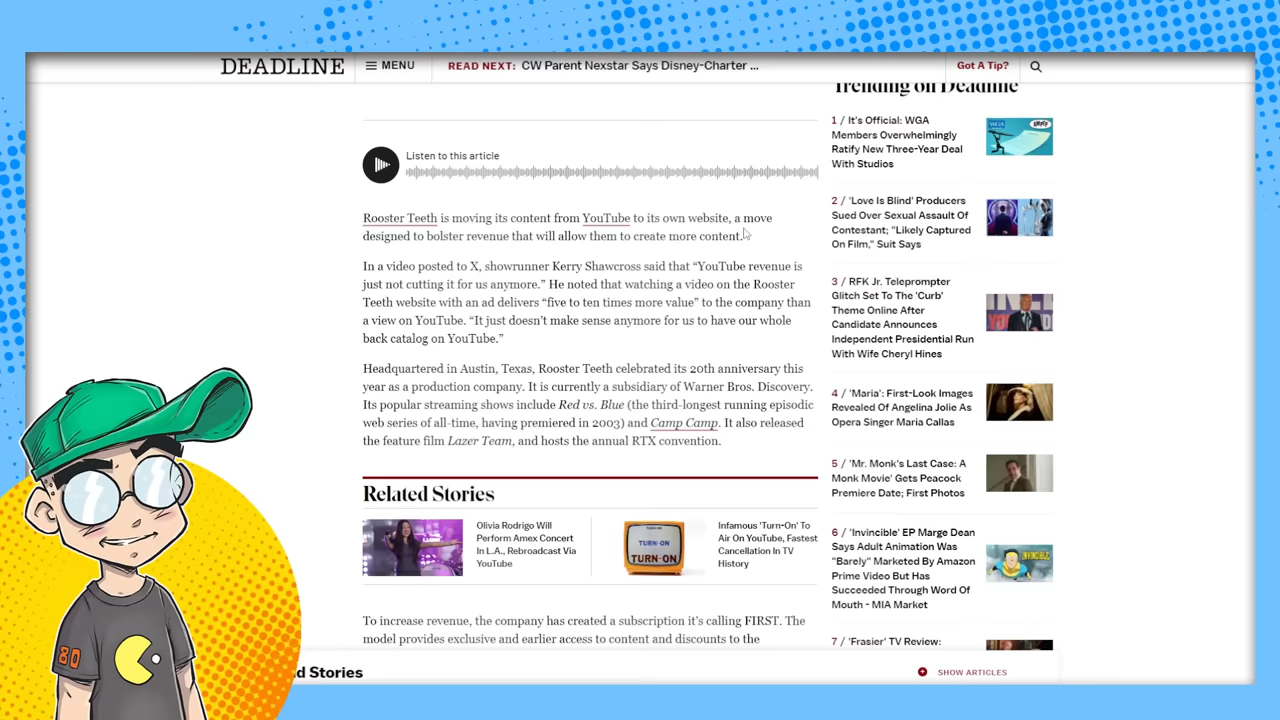 DEADLINE
MENU
READ NEXT: CW Parent Nexstar Says Disney-Charter ...
Got A Tip?
Listen to this article
Rooster Teeth is moving its content from YouTube to its own website, a move
designed to bolster revenue that will allow them to create more content.
In a video posted to X, showrunner Kerry Shawcross said that “YouTube revenue is
just not cutting it for us anymore.” He noted that watching a video on the Rooster
Teeth website with an ad delivers “five to ten times more value” to the company than
a view on YouTube. “It just doesn’t make sense anymore for us to have our whole
back catalog on YouTube.”
Headquartered in Austin, Texas, Rooster Teeth celebrated its 20th anniversary this
year as a production company. It is currently a subsidiary of Warner Bros. Discovery.
Its popular streaming shows include Red vs. Blue (the third-longest running episodic
web series of all-time, having premiered in 2003) and Camp Camp. It also released
the feature film Lazer Team, and hosts the annual RTX convention.
Related Stories
Olivia Rodrigo Will
Perform Amex Concert
In L.A., Rebroadcast Via
YouTube
TURN-ON
TURN-ON
Infamous 'Turn-On' To
Air On YouTube, Fastest
Cancellation In TV
History
To increase revenue, the company has created a subscription it’s calling FIRST. The
model provides exclusive and earlier access to content and discounts to the
Trending on Deadline
1 / It's Official: WGA
Members Overwhelmingly
Ratify New Three-Year Deal
With Studios
2 / 'Love Is Blind' Producers
Sued Over Sexual Assault Of
Contestant; "Likely Captured
On Film," Suit Says
3 / RFK Jr. Teleprompter
Glitch Set To The 'Curb'
Theme Online After
Candidate Announces
Independent Presidential Run
With Wife Cheryl Hines
4 / 'Maria': First-Look Images
Revealed Of Angelina Jolie As
Opera Singer Maria Callas
5 / 'Mr. Monk's Last Case: A
Monk Movie' Gets Peacock
Premiere Date; First Photos
6 / 'Invincible' EP Marge Dean
Says Adult Animation Was
"Barely" Marketed By Amazon
Prime Video But Has
Succeeded Through Word Of
Mouth - MIA Market
INVINCIBLE
7 / 'Frasier' TV Review:
d Stories
SHOW ARTICLES
80